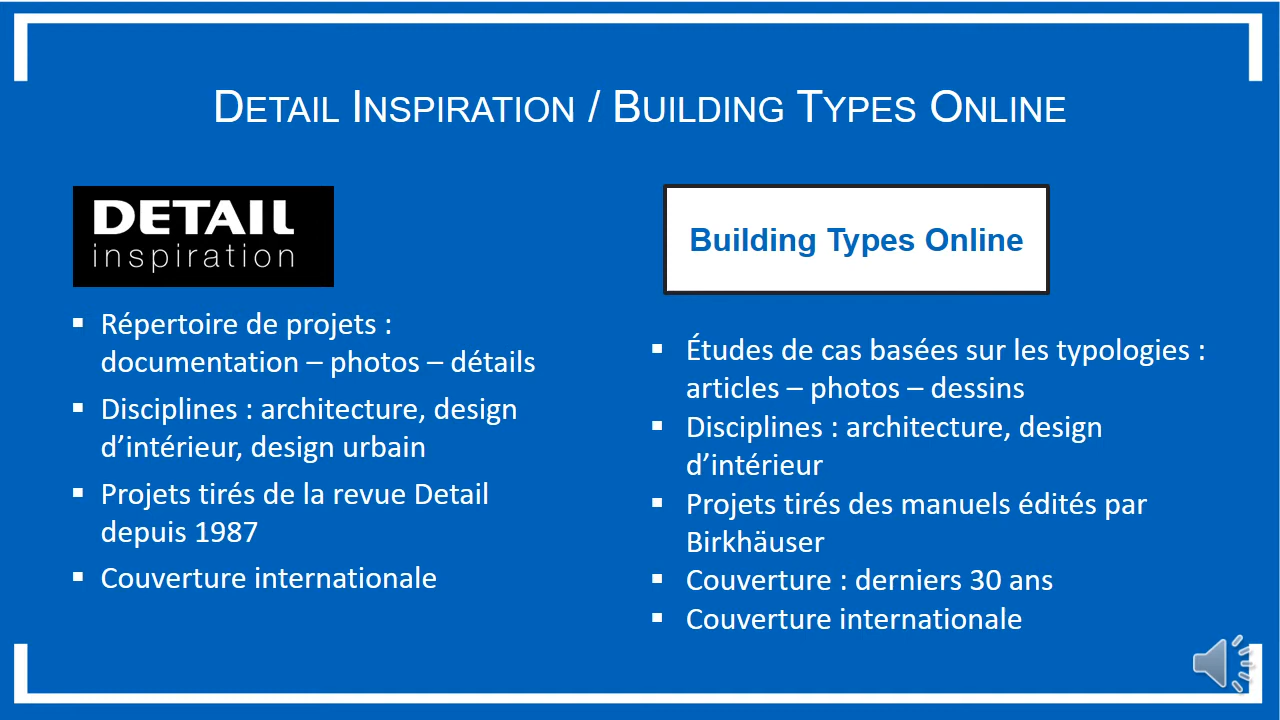 DETAIL INSPIRATION / BUILDING TYPES ONLINE
DETAIL
inspiration
▪ Répertoire de projets :
documentation – photos – détails
▪ Disciplines : architecture, design
d’intérieur, design urbain
▪ Projets tirés de la revue Detail
depuis 1987
▪ Couverture internationale
Building Types Online
▪ Études de cas basées sur les typologies :
articles – photos – dessins
▪ Disciplines : architecture, design
d’intérieur
▪ Projets tirés des manuels édités par
Birkhäuser
▪ Couverture : derniers 30 ans
▪ Couverture internationale